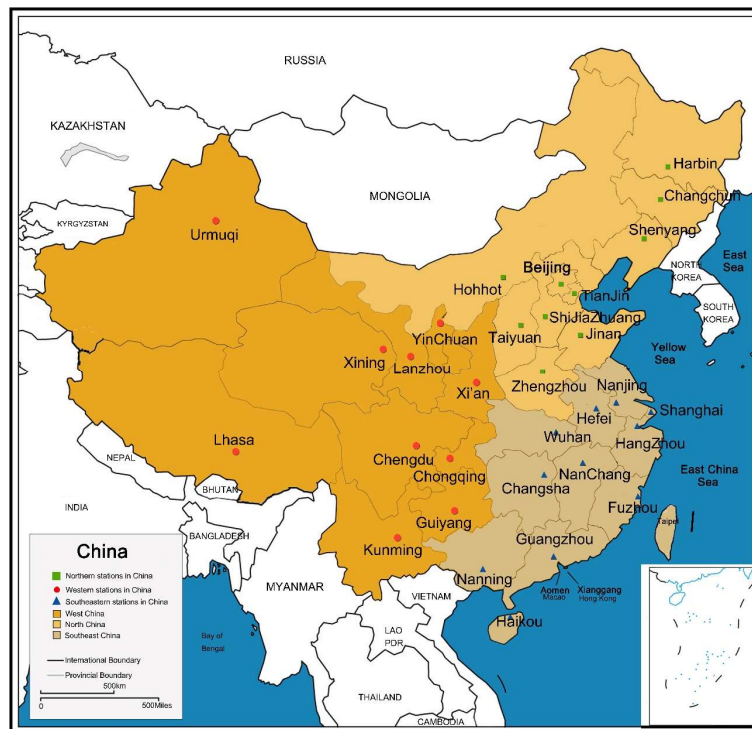 RUSSIA
KAZAKHSTAN
MONGOLIA
KYRGYZSTAN
Harbin
Changchun
Shenyang
Urmuqi
NORTH
KOREA
East
Sea
Beijing
Hohhot
TianJin
SOUTH
KOREA
ShiJiaZhuang
YinChuan
Taiyuan
Jinan
Yellow
Sea
Xining
Lanzhou
Xi'an
Zhengzhou
Nanjing
Shanghai
Hefei
Wuhan
HangZhou
Lhasa
Chengdu
NEPAL
Chongqing
NanChang
East China
Sea
BHUTAN
Changsha
INDIA
Fuzhou
Guiyang
Taipei
BANGLADESH
Kunming
Guangzhou
MYANMAR
Nanning
Aomen
Macao
Xianggang
Hong Kong
VIETNAM
Haikou
LAO
PDR
Bay of
Bengal
THAILAND
CAMBODIA
China
Northern stations in China
Western stations in China
Southeastern stations in China
West China
North China
Southeast China
International Boundary
Provincial Boundary
500km
0
500Miles